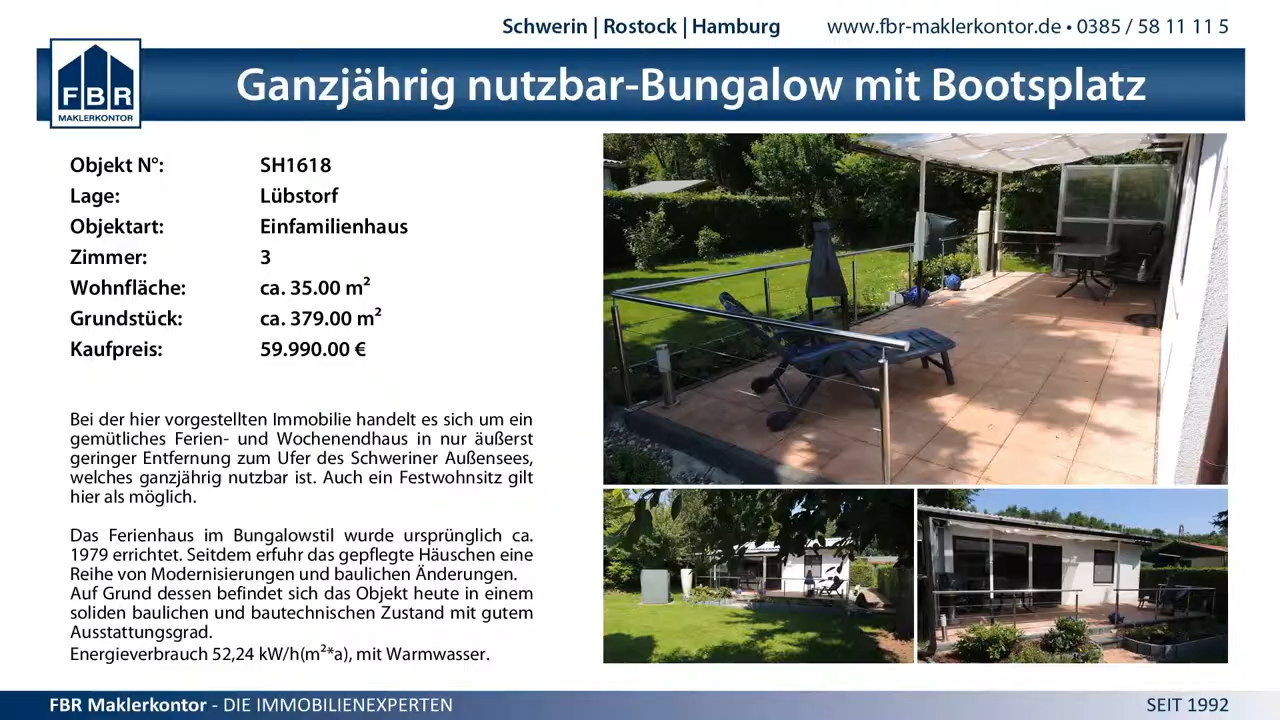 Schwerin | Rostock | Hamburg www.fbr-maklerkontor.de • 0385 / 58 11 11 5
FBR
MAKLERKONTOR
Ganzjährig nutzbar-Bungalow mit Bootsplatz
Objekt N°: SH1618
Lage: Lübstorf
Objektart: Einfamilienhaus
Zimmer: 3
Wohnfläche: ca. 35.00 m²
Grundstück: ca. 379.00 m²
Kaufpreis: 59.990.00 €
Bei der hier vorgestellten Immobilie handelt es sich um ein
gemütliches Ferien- und Wochenendhaus in nur äußerst
geringer Entfernung zum Ufer des Schweriner Außensees,
welches ganzjährig nutzbar ist. Auch ein Festwohnsitz gilt
hier als möglich.
Das Ferienhaus im Bungalowstil wurde ursprünglich ca.
1979 errichtet. Seitdem erfuhr das gepflegte Häuschen eine
Reihe von Modernisierungen und baulichen Änderungen.
Auf Grund dessen befindet sich das Objekt heute in einem
soliden baulichen und bautechnischen Zustand mit gutem
Ausstattungsgrad.
Energieverbrauch 52,24 kW/h(m²*a), mit Warmwasser.
FBR Maklerkontor - DIE IMMOBILIENEXPERTEN SEIT 1992